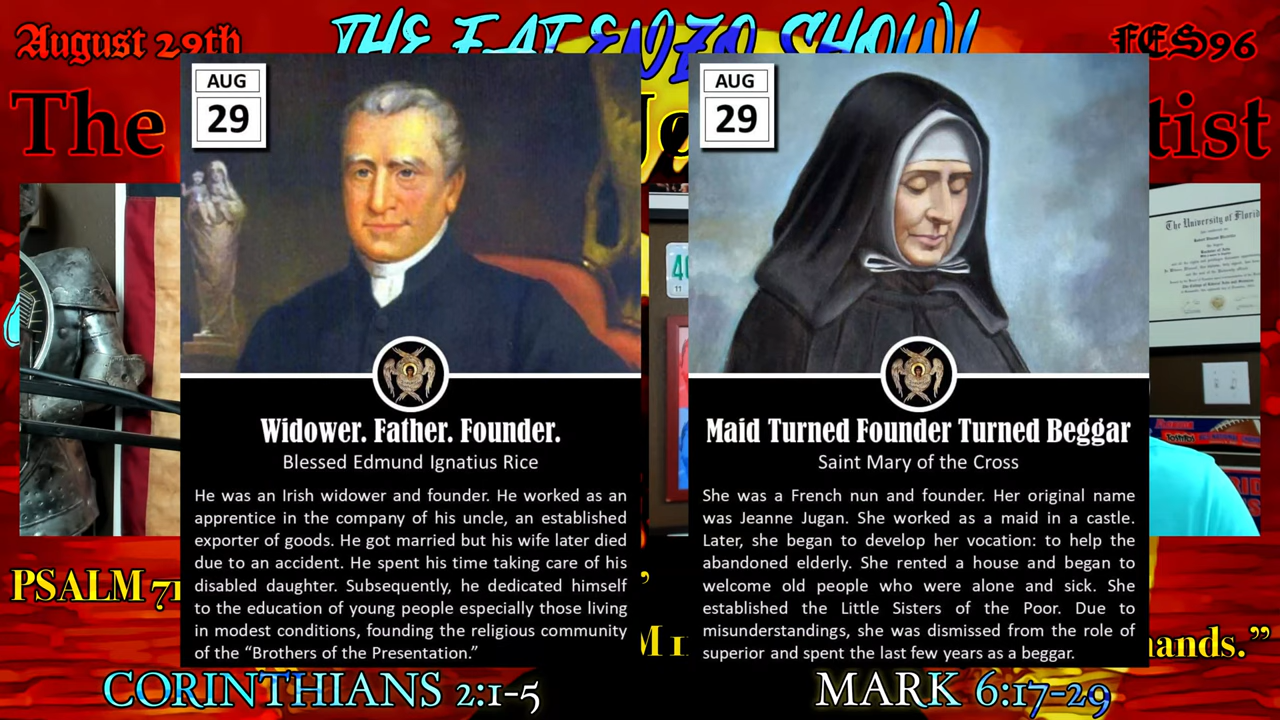 August 29th
THE FAT ENZO SHOW!
FES96
The
tist
AUG
29
Widower. Father. Founder.
Blessed Edmund Ignatius Rice
He was an Irish widower and founder. He worked as an
apprentice in the company of his uncle, an established
exporter of goods. He got married but his wife later died
due to an accident. He spent his time taking care of his
disabled daughter. Subsequently, he dedicated himself
to the education of young people especially those living
in modest conditions, founding the religious community
of the “Brothers of the Presentation.”
AUG
29
Maid Turned Founder Turned Beggar
Saint Mary of the Cross
She was a French nun and founder. Her original name
was Jeanne Jugan. She worked as a maid in a castle.
Later, she began to develop her vocation: to help the
abandoned elderly. She rented a house and began to
welcome old people who were alone and sick. She
established the Little Sisters of the Poor. Due to
misunderstandings, she was dismissed from the role of
superior and spent the last few years as a beggar.
The University of Florid
PSALM 71
hands.”
CORINTHIANS 2:1-5
MARK 6:17-29